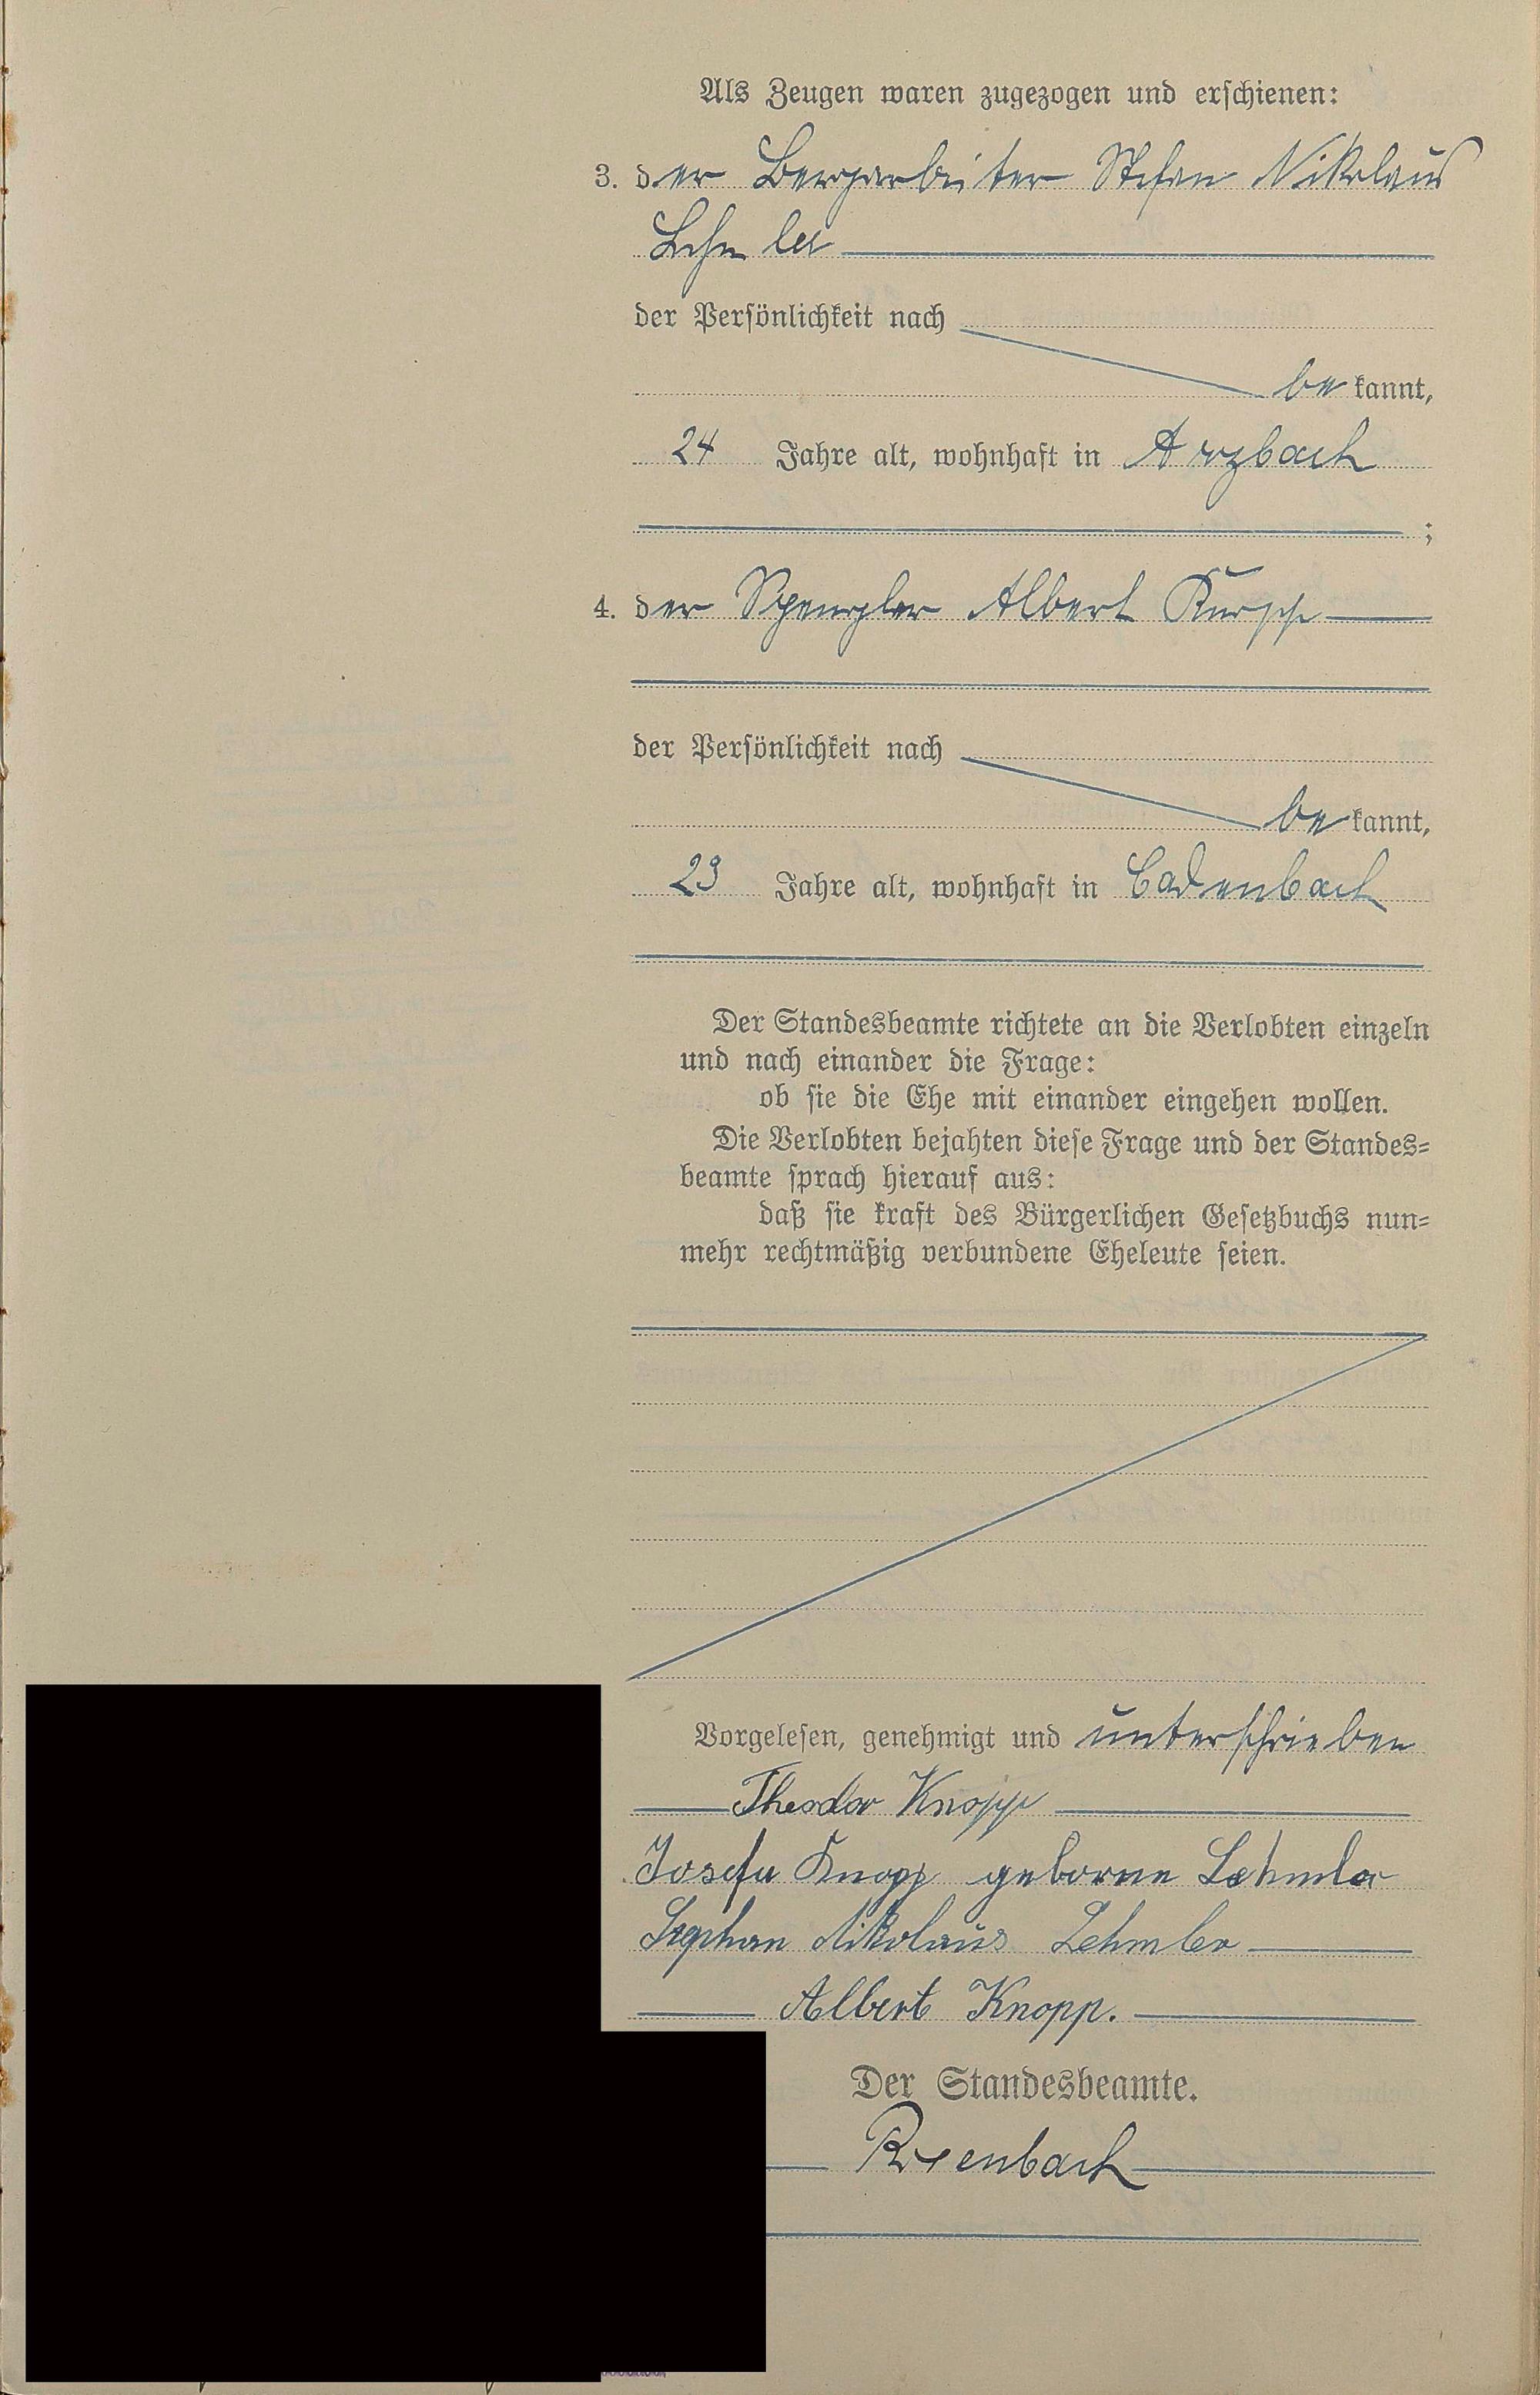 Als Zeugen waren zugezogen und erschienen:
3. der Bergarbeiter Stefan Nikolaus
Lehmler
der Persönlichkeit nach
be kannt,
24 Jahre alt, wohnhaft in Arzbach
;
4. der Spengler Albert Knopp
der Persönlichkeit nach
be kannt,
23 Jahre alt, wohnhaft in Cadenbach
Der Standesbeamte richtete an die Verlobten einzeln
und nach einander die Frage:
ob sie die Ehe mit einander eingehen wollen.
Die Verlobten bejahten diese Frage und der Standes=
beamte sprach hierauf aus:
daß sie kraft des Bürgerlichen Gesetzbuchs nun=
mehr rechtmäßig verbundene Eheleute seien.
Vorgelesen, genehmigt und unterschrieben
Theodor Knopp
Josefa Knopp geborne Lehmler
Stephan Nikolaus Lehmler
Albert Knopp.
Der Standesbeamte.